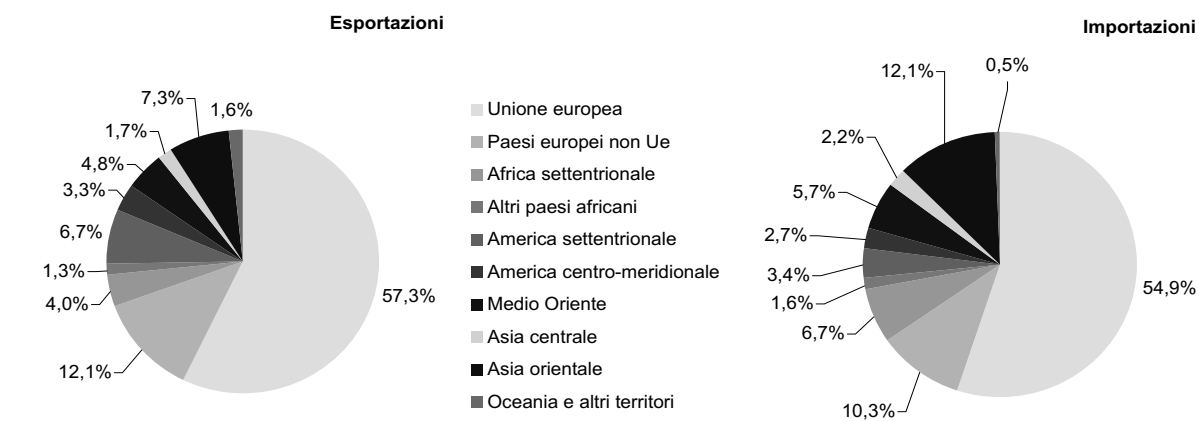 Esportazioni
7,3%
1,6%
1,7%
4,8%
3,3%
6,7%
1,3%
4,0%
12,1%
57,3%
Unione europea
Paesi europei non Ue
Africa settentrionale
Altri paesi africani
America settentrionale
America centro-meridionale
Medio Oriente
Asia centrale
Asia orientale
Oceania e altri territori
Importazioni
12,1%
0,5%
2,2%
5,7%
2,7%
3,4%
1,6%
6,7%
10,3%
54,9%